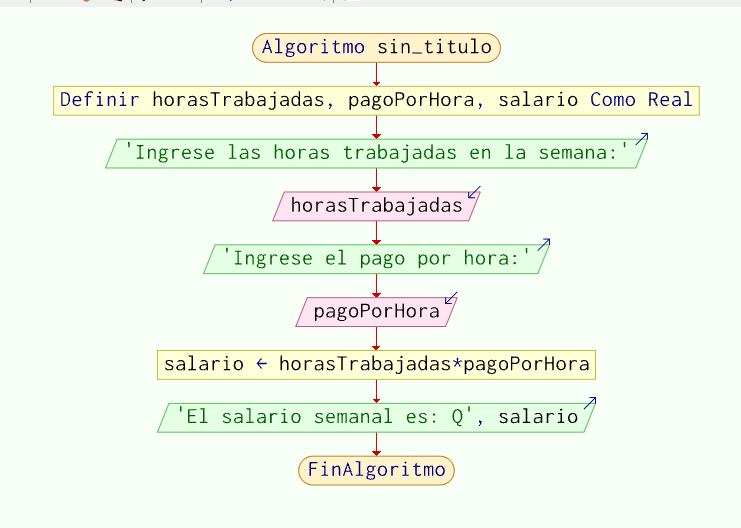 Algoritmo sin_titulo
Definir horasTrabajadas, pagoPorHora, salario Como Real
'Ingrese las horas trabajadas en la semana:'
horasTrabajadas
'Ingrese el pago por hora:'
pagoPorHora
salario ← horasTrabajadas*pagoPorHora
'El salario semanal es: Q', salario
FinAlgoritmo